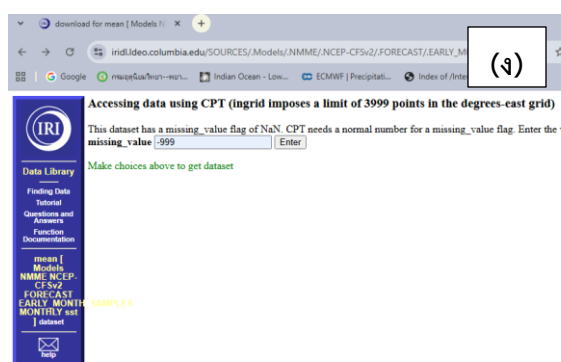 download for mean [ Models N
iridl.ldeo.columbia.edu/SOURCES/.Models/.NMME/.NCEP-CFSv2/.FORECAST/.EARLY_M
(ง)
Google
Indian Ocean - Low...
ECMWF | Precipitati...
Index of /Inte
Accessing data using CPT (ingrid imposes a limit of 3999 points in the degrees-east grid)
This dataset has a missing_value flag of NaN. CPT needs a normal number for a missing_value flag. Enter the
missing_value -999 Enter
Make choices above to get dataset
IRI
Data Library
Finding Data
Tutorial
Questions and
Answers
Function
Documentation
mean [
Models
NMME NCEP-
CFSv2
FORECAST
EARLY_MONTH_SAMPLES
MONTHLY sst
] dataset
help